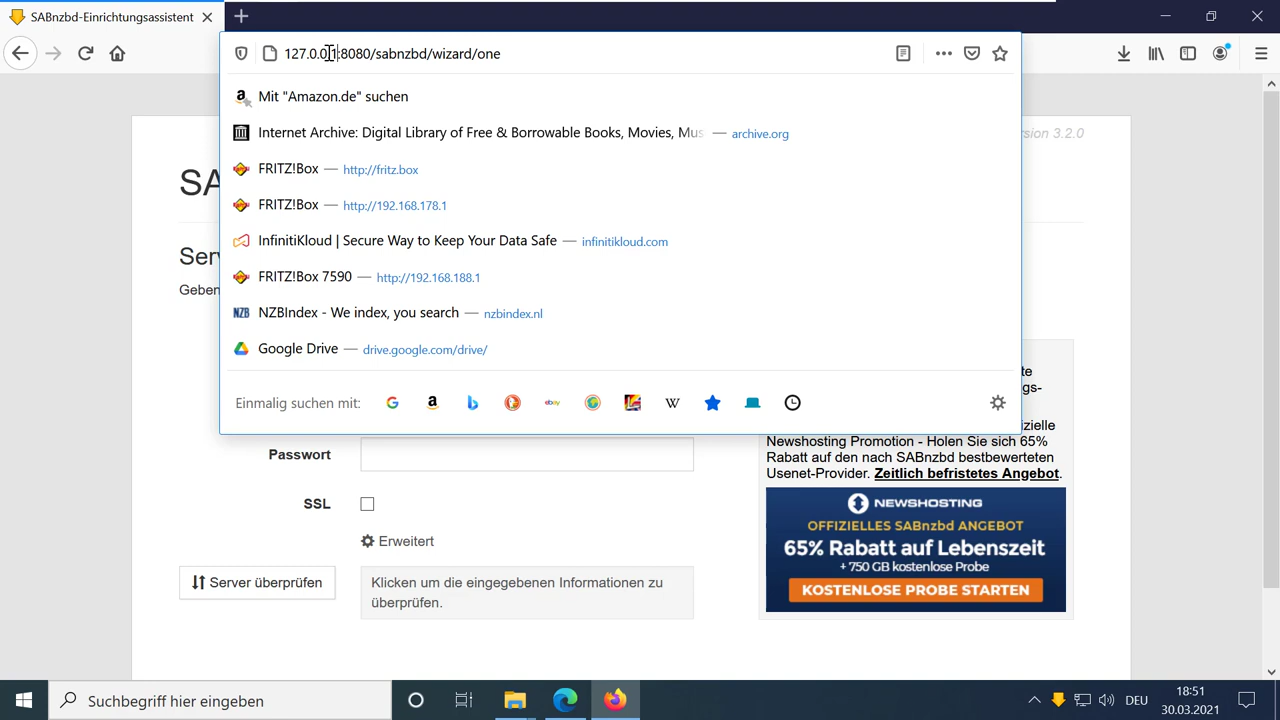 SABnzbd-Einrichtungsassistent
127.0.0.1:8080/sabnzbd/wizard/one
Mit "Amazon.de" suchen
Internet Archive: Digital Library of Free & Borrowable Books, Movies, Mus — archive.org
FRITZ!Box — http://fritz.box
FRITZ!Box — http://192.168.178.1
InfinitiKloud | Secure Way to Keep Your Data Safe — infinitikloud.com
FRITZ!Box 7590 — http://192.168.188.1
NZB NZBIndex - We index, you search — nzbindex.nl
Google Drive — drive.google.com/drive/
Einmalig suchen mit:
ersion 3.2.0
SA
Serv
Geben
te
gs-
zielle
Newshosting Promotion - Holen Sie sich 65%
Rabatt auf den nach SABnzbd bestbewerteten
Usenet-Provider. Zeitlich befristetes Angebot.
Passwort
SSL
Erweitert
Server überprüfen
Klicken um die eingegebenen Informationen zu
überprüfen.
NEWSHOSTING
OFFIZIELLES SABnzbd ANGEBOT
65% Rabatt auf Lebenszeit
+ 750 GB kostenlose Probe
KOSTENLOSE PROBE STARTEN
Suchbegriff hier eingeben
DEU
18:51
30.03.2021